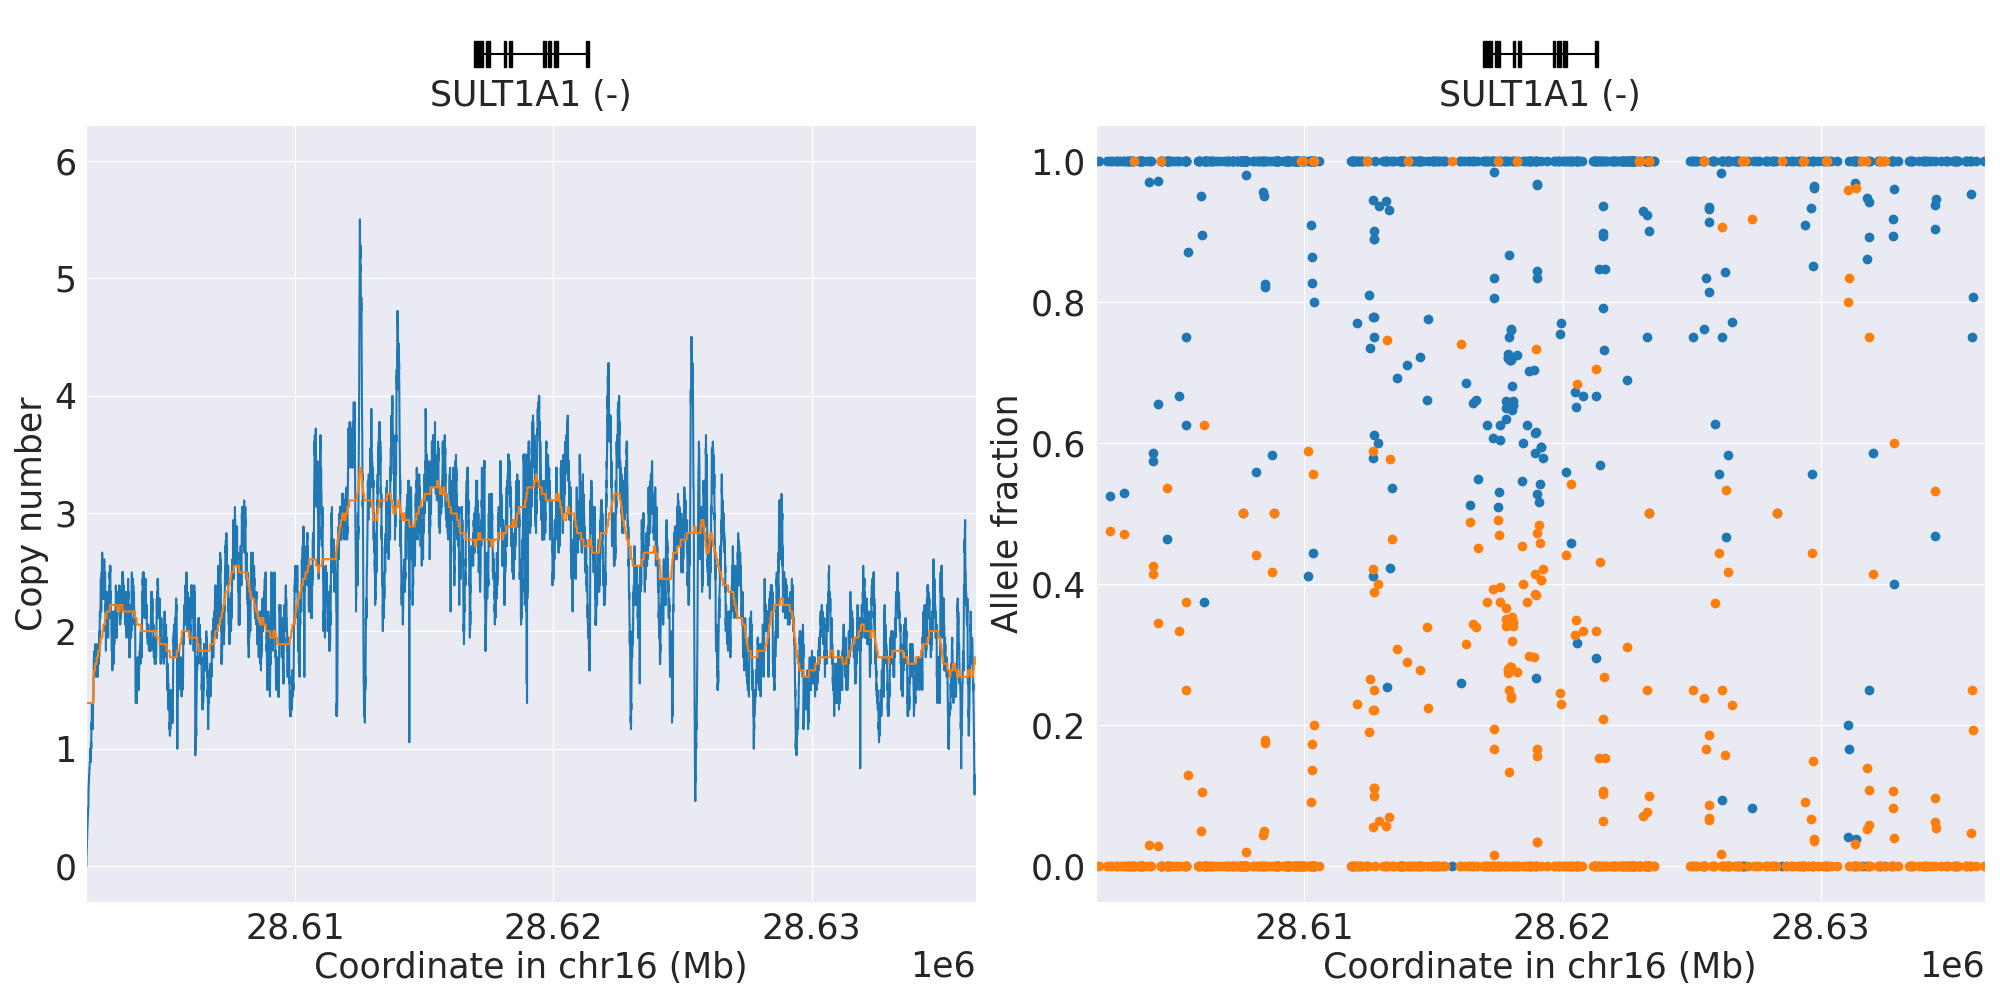 SULT1A1 (-)
6
5
4
3
2
1
0
Copy number
28.61
28.62
28.63
Coordinate in chr16 (Mb)
1e6
SULT1A1 (-)
1.0
0.8
0.6
0.4
0.2
0.0
Allele fraction
28.61
28.62
28.63
Coordinate in chr16 (Mb)
1e6